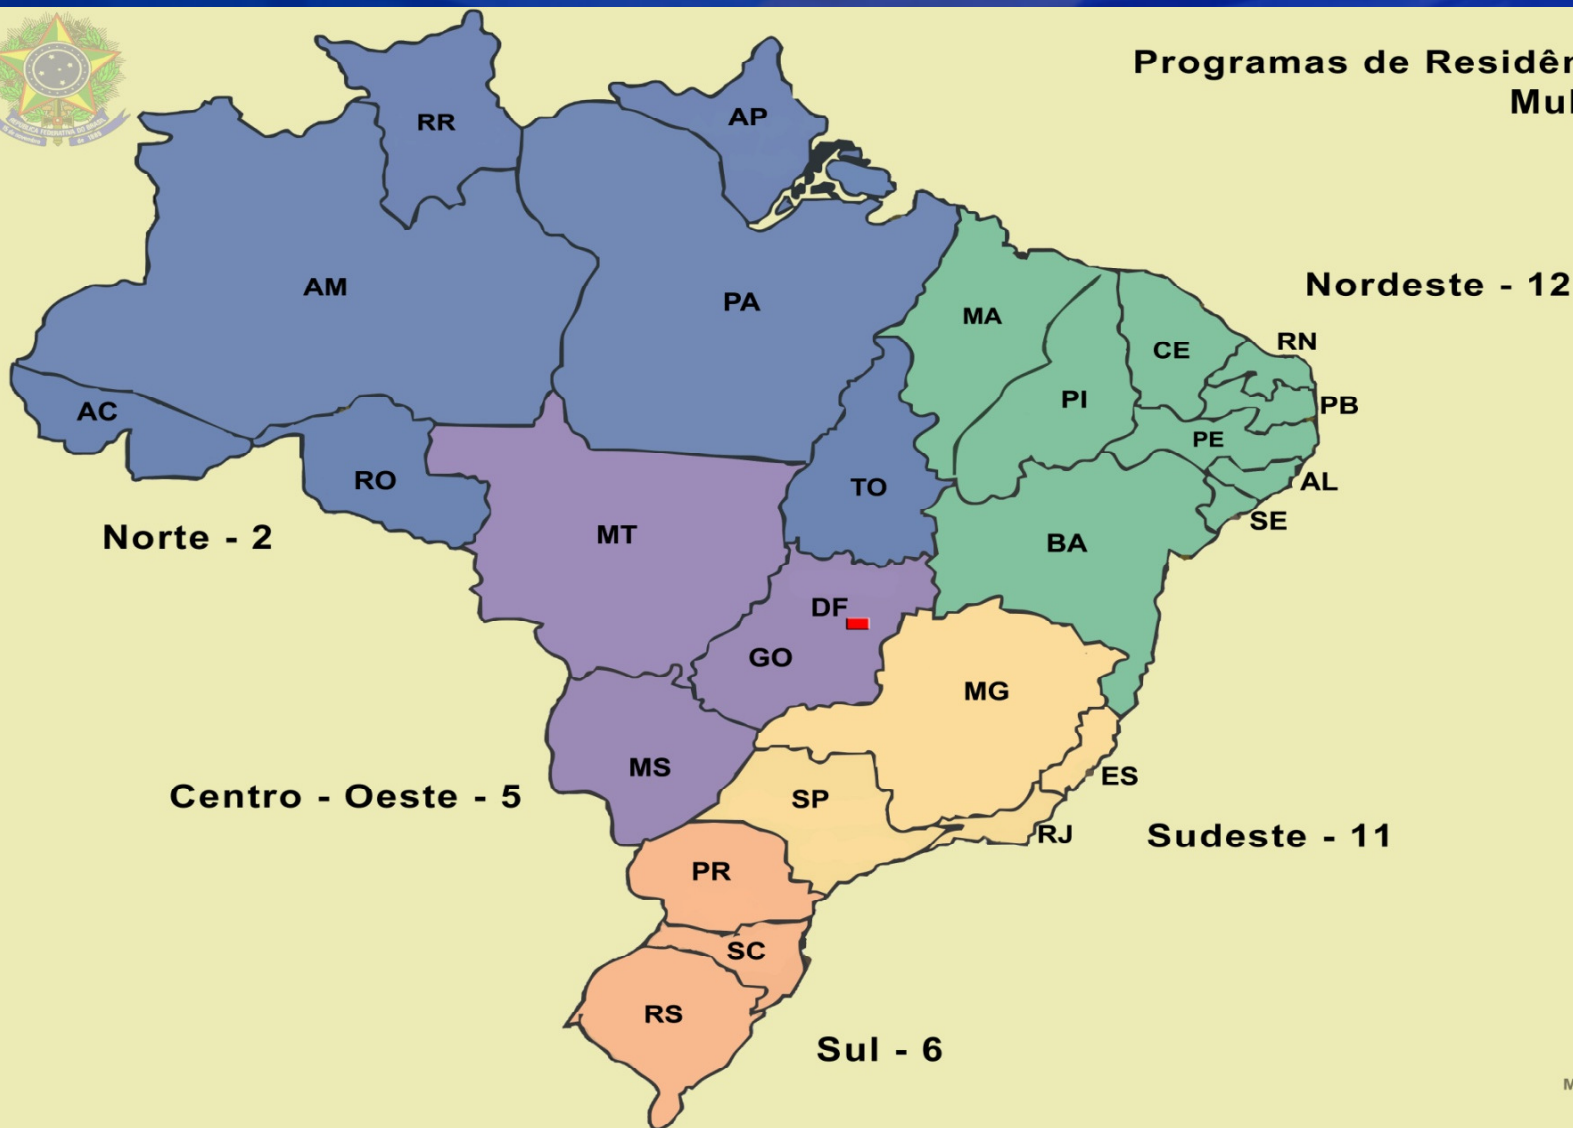 Programas de Residên
Mul
RR
AP
AM
PA
Nordeste - 12
MA
CE
RN
AC
PI
PB
PE
RO
TO
AL
SE
Norte - 2
MT
BA
DF
GO
MG
MS
ES
Centro - Oeste - 5
SP
RJ
Sudeste - 11
PR
SC
RS
Sul - 6
M